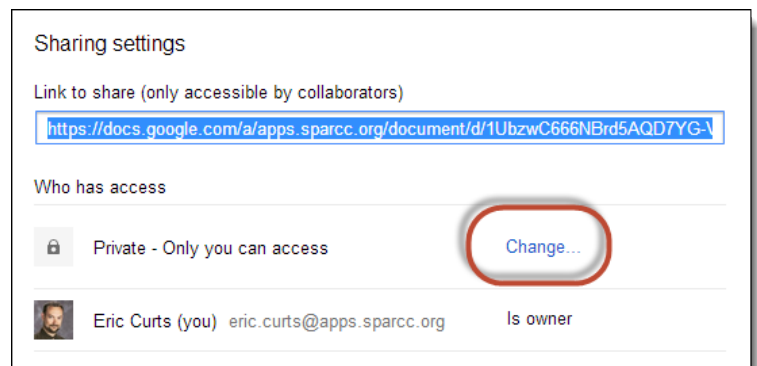 Sharing settings
Link to share (only accessible by collaborators)
https://docs.google.com/a/apps.sparcc.org/document/d/1UbzwC666NBrd5AQD7YG-V
Who has access
Private - Only you can access Change...
Eric Curts (you) eric.curts@apps.sparcc.org Is owner